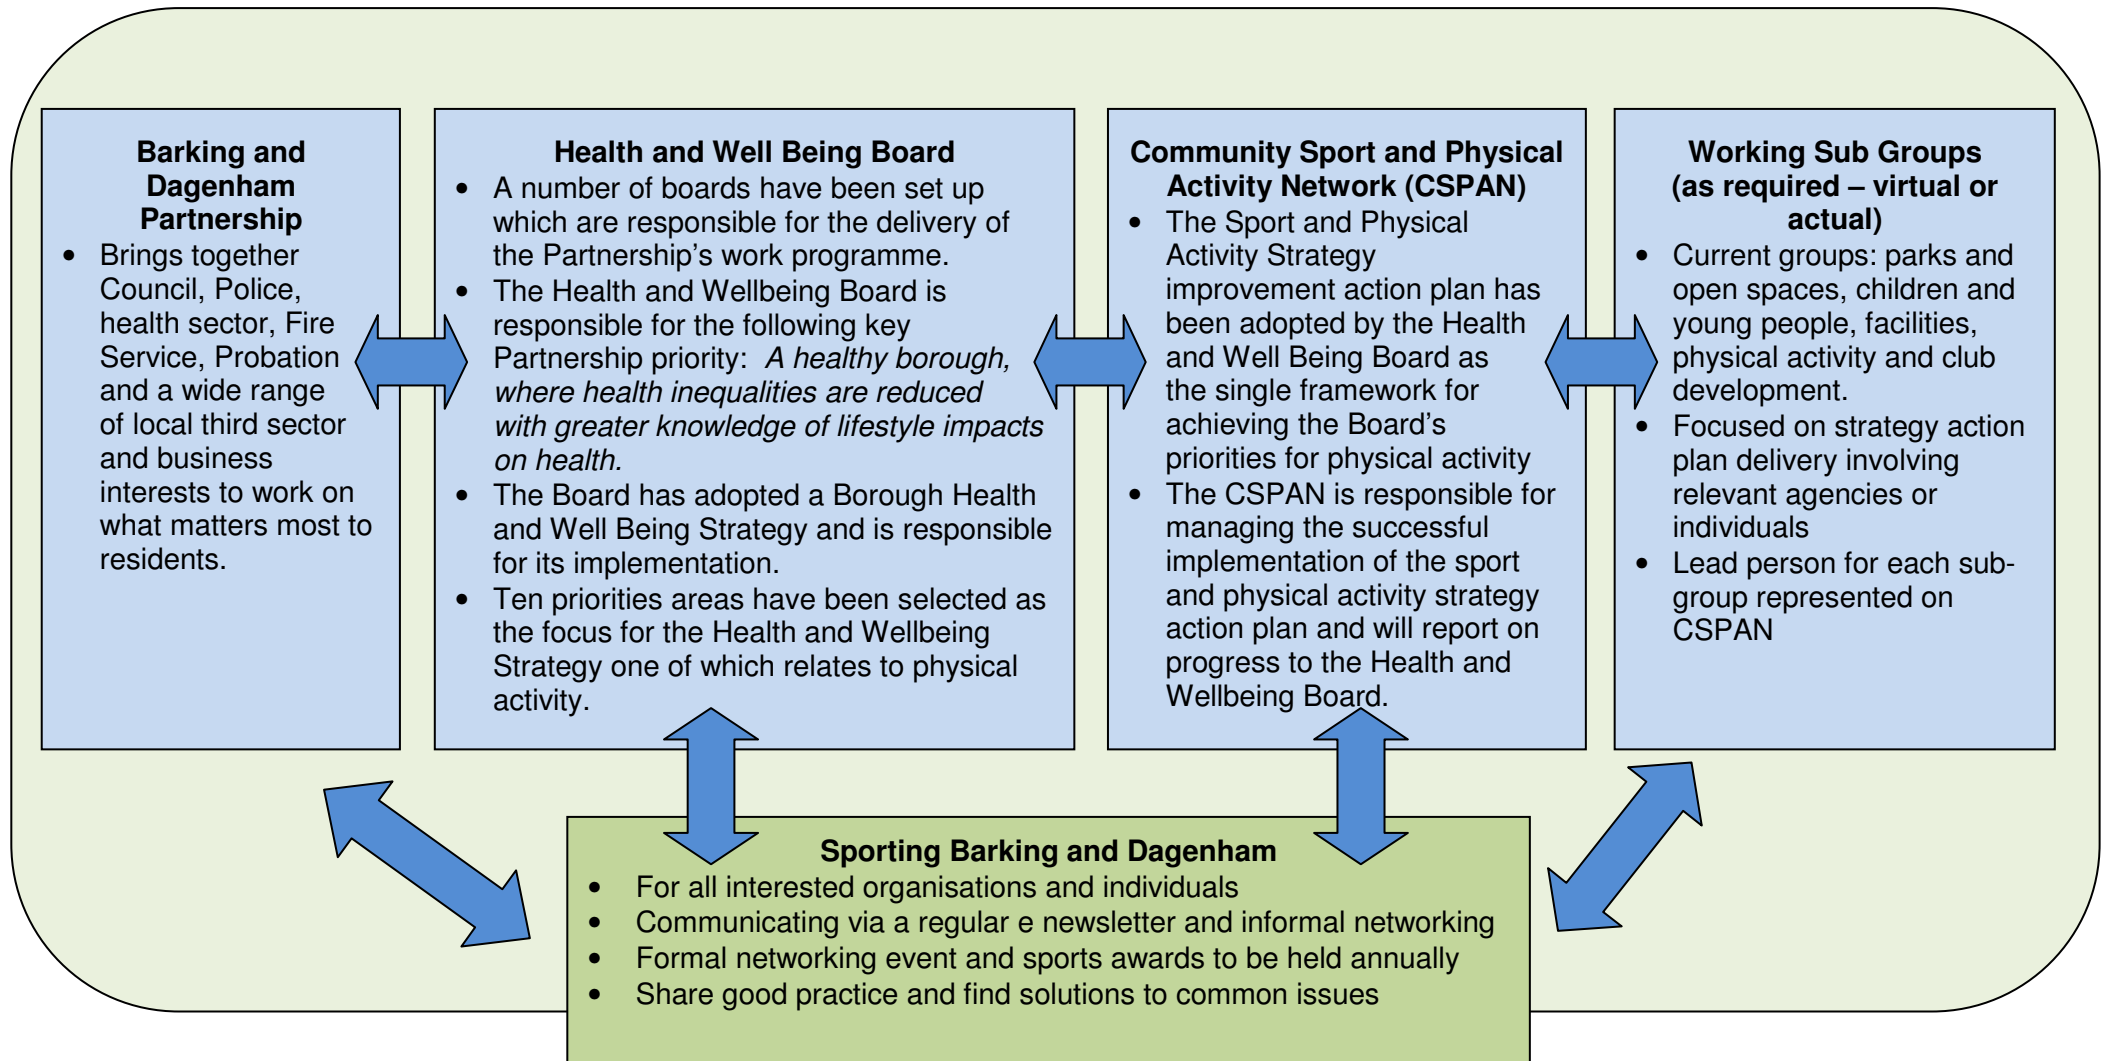 Barking and
Dagenham
Partnership
• Brings together
Council, Police,
health sector, Fire
Service, Probation
and a wide range
of local third sector
and business
interests to work on
what matters most to
residents.
Health and Well Being Board
• A number of boards have been set up
which are responsible for the delivery of
the Partnership's work programme.
• The Health and Wellbeing Board is
responsible for the following key
Partnership priority: A healthy borough,
where health inequalities are reduced
with greater knowledge of lifestyle impacts
on health.
• The Board has adopted a Borough Health
and Well Being Strategy and is responsible
for its implementation.
• Ten priorities areas have been selected as
the focus for the Health and Wellbeing
Strategy one of which relates to physical
activity.
Community Sport and Physical
Activity Network (CSPAN)
• The Sport and Physical
Activity Strategy
improvement action plan has
been adopted by the Health
and Well Being Board as
the single framework for
achieving the Board's
priorities for physical activity
• The CSPAN is responsible for
managing the successful
implementation of the sport
and physical activity strategy
action plan and will report on
progress to the Health and
Wellbeing Board.
Working Sub Groups
(as required – virtual or
actual)
• Current groups: parks and
open spaces, children and
young people, facilities,
physical activity and club
development.
• Focused on strategy action
plan delivery involving
relevant agencies or
individuals
• Lead person for each sub-
group represented on
CSPAN
Sporting Barking and Dagenham
• For all interested organisations and individuals
• Communicating via a regular e newsletter and informal networking
• Formal networking event and sports awards to be held annually
• Share good practice and find solutions to common issues